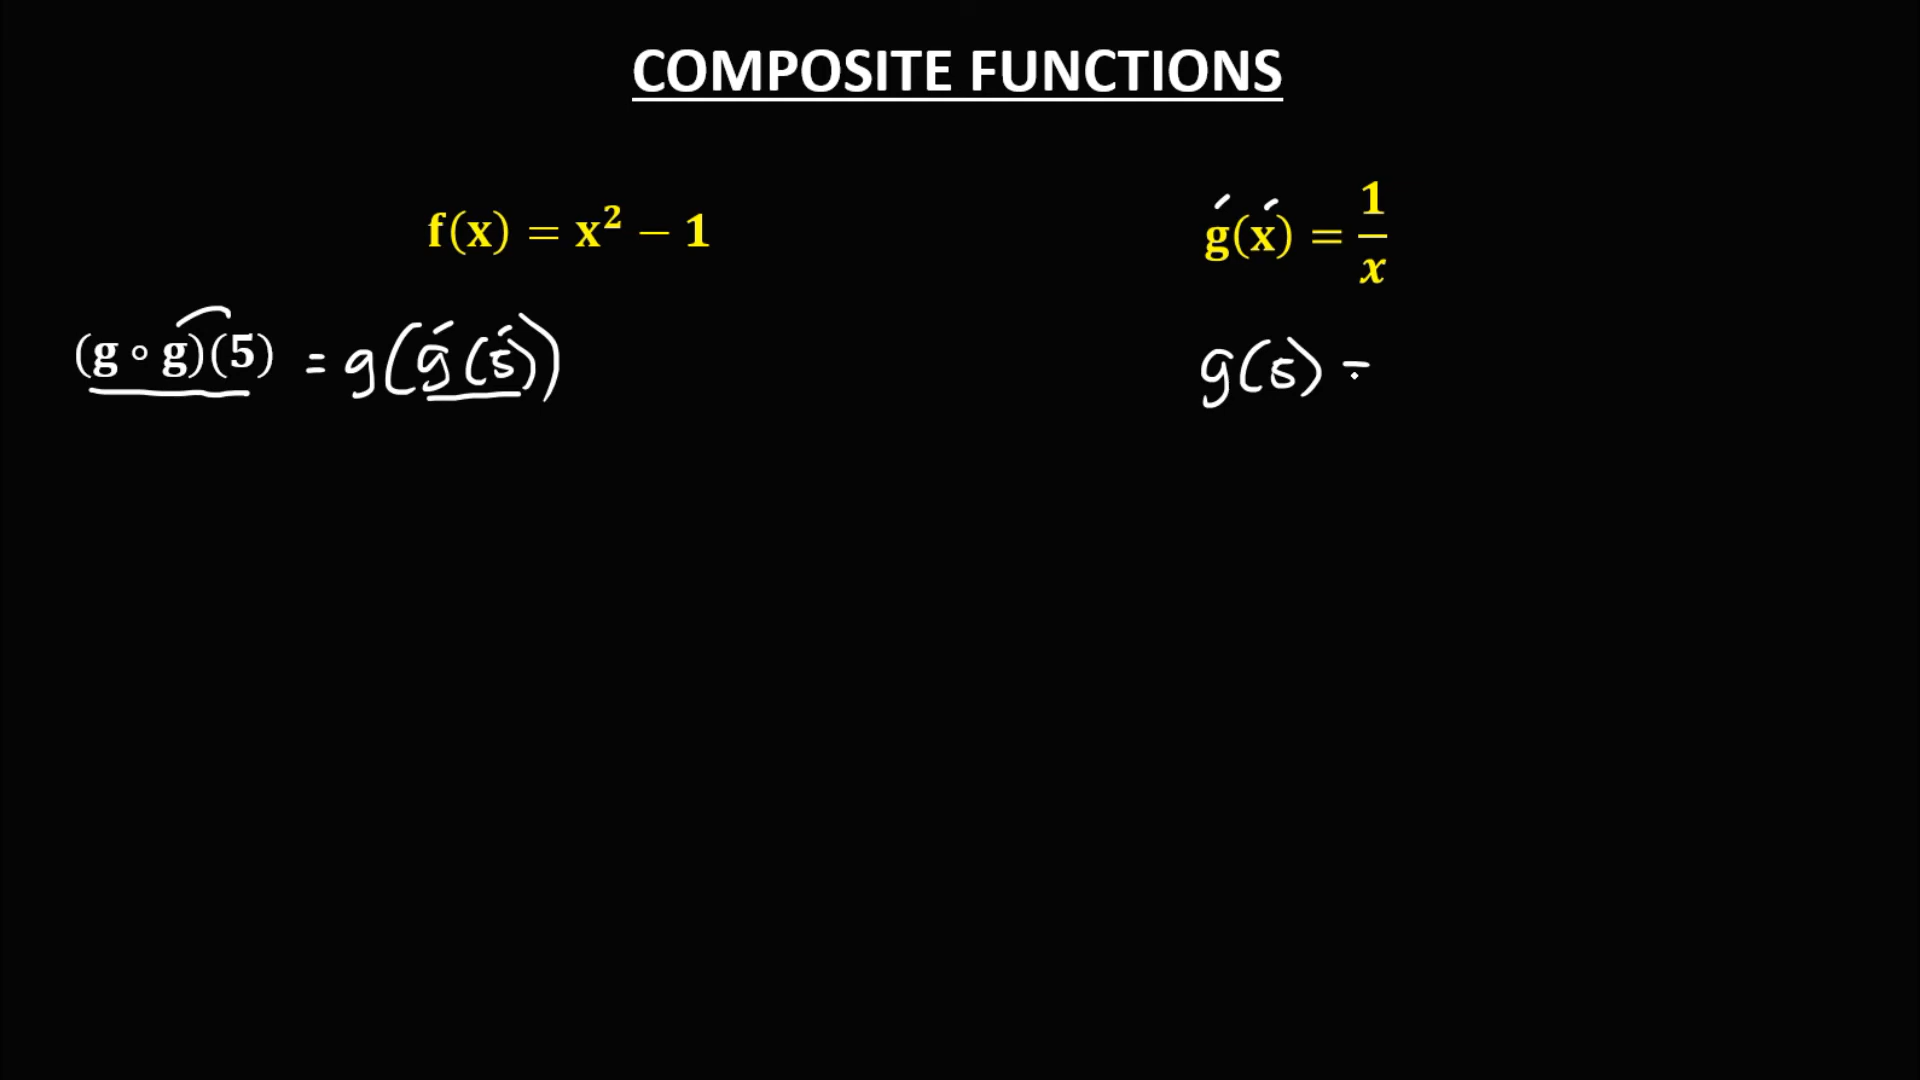 COMPOSITE FUNCTIONS
f(x) = x² − 1
g(x) = 1/x
(g ∘ g)(5) = g(g(5))
g(5) =